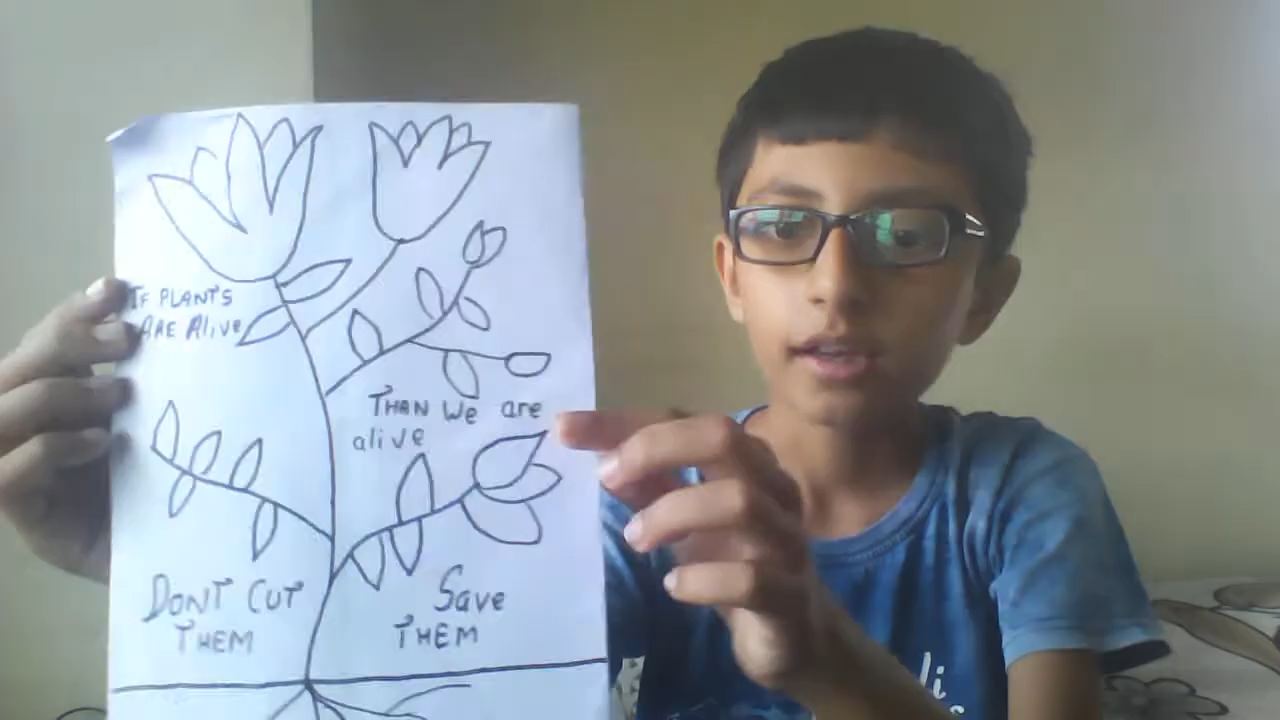 IF PLANTS
ARE Alive
THAN We are
alive
DONT CUT
THEM
Save
THEM